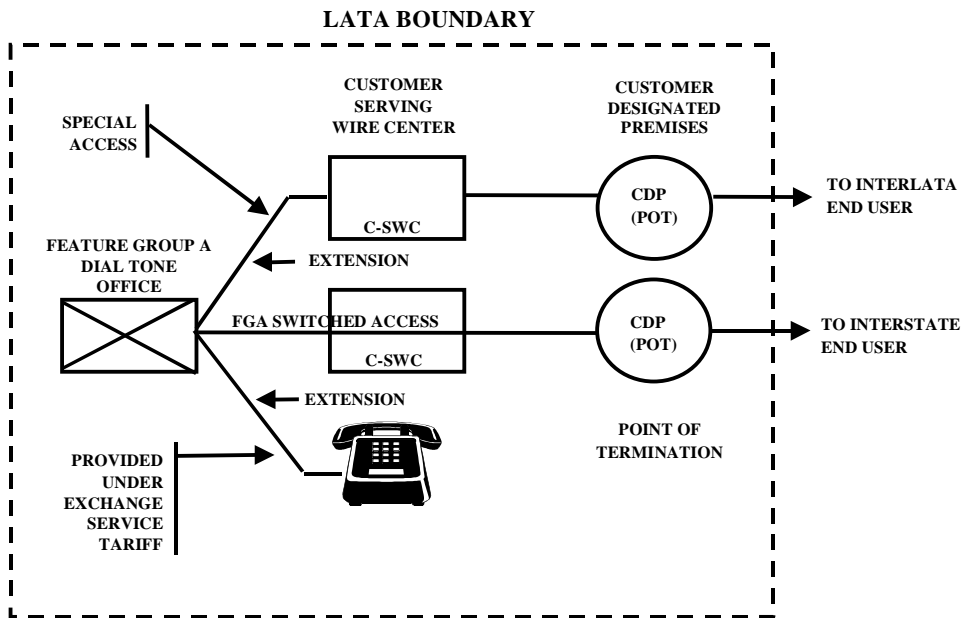 LATA BOUNDARY
CUSTOMER
SERVING
WIRE CENTER
CUSTOMER
DESIGNATED
PREMISES
SPECIAL
ACCESS
CDP
(POT)
TO INTERLATA
END USER
C-SWC
FEATURE GROUP A
DIAL TONE
OFFICE
EXTENSION
FGA SWITCHED ACCESS
C-SWC
CDP
(POT)
TO INTERSTATE
END USER
EXTENSION
POINT OF
TERMINATION
PROVIDED
UNDER
EXCHANGE
SERVICE
TARIFF